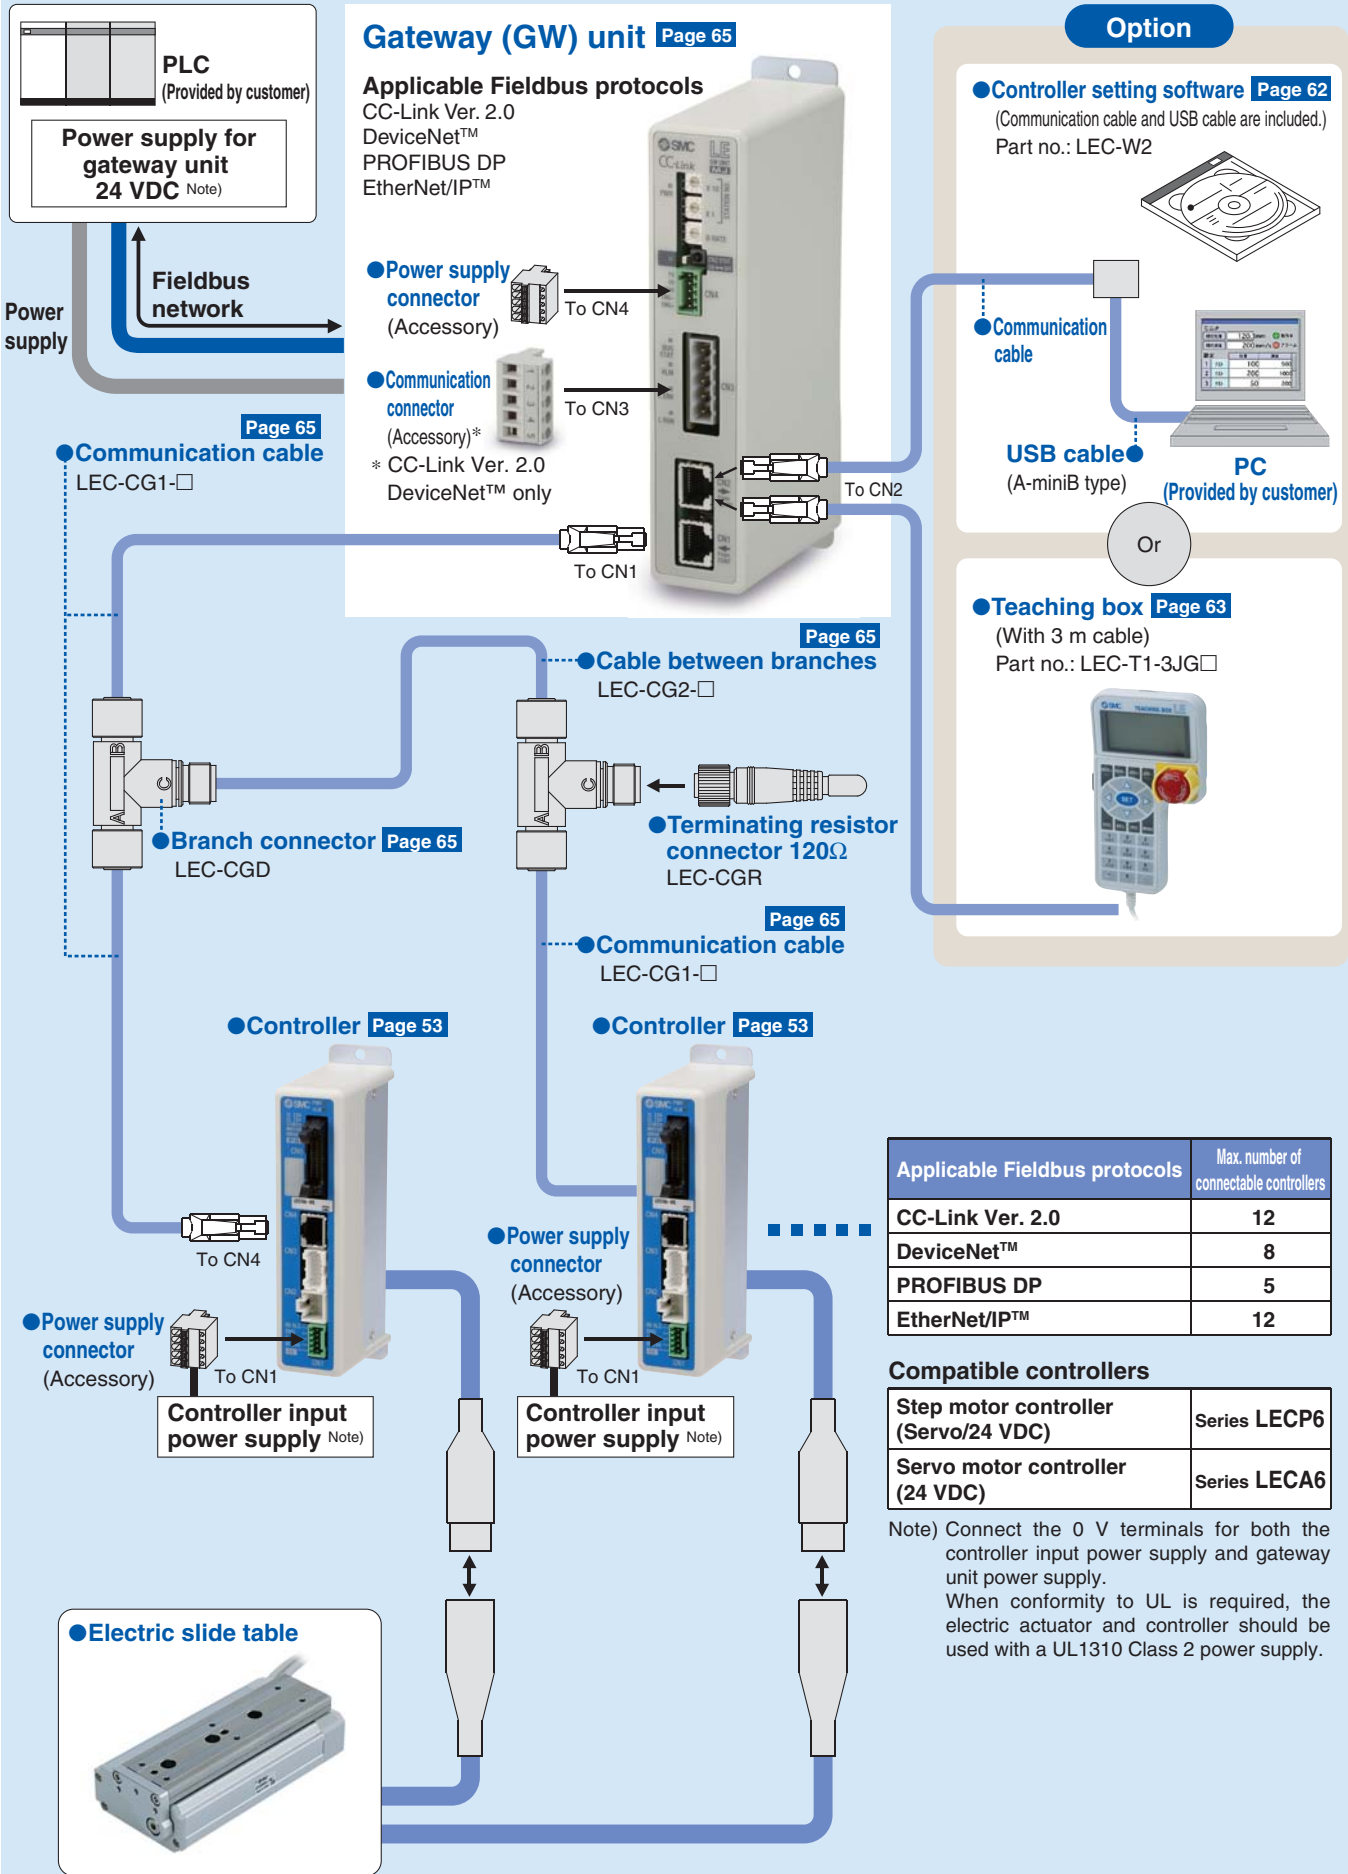 PLC
(Provided by customer)
Power supply for
gateway unit
24 VDC Note)
Fieldbus
network
Power
supply
Gateway (GW) unit Page 65
Applicable Fieldbus protocols
CC-Link Ver. 2.0
DeviceNet™
PROFIBUS DP
EtherNet/IP™
●Power supply
connector
(Accessory)
To CN4
●Communication
connector
(Accessory)*
To CN3
* CC-Link Ver. 2.0
DeviceNet™ only
SMC
CC-Link
To CN2
To CN1
Option
●Controller setting software Page 62
(Communication cable and USB cable are included.)
Part no.: LEC-W2
●Communication
cable
USB cable●
(A-miniB type)
PC
(Provided by customer)
Or
●Teaching box Page 63
(With 3 m cable)
Part no.: LEC-T1-3JG□
SMC TEACHING BOX LE
SET
Page 65
●Communication cable
LEC-CG1-□
Page 65
●Cable between branches
LEC-CG2-□
A B C
A B C
●Branch connector Page 65
LEC-CGD
●Terminating resistor
connector 120Ω
LEC-CGR
Page 65
●Communication cable
LEC-CG1-□
●Controller Page 53
●Controller Page 53
SMC
SMC
To CN4
●Power supply
connector
(Accessory)
To CN1
Controller input
power supply Note)
●Power supply
connector
(Accessory)
To CN1
Controller input
power supply Note)
●Electric slide table
Applicable Fieldbus protocols Max. number of connectable controllers
CC-Link Ver. 2.0 12
DeviceNet™ 8
PROFIBUS DP 5
EtherNet/IP™ 12
Compatible controllers
Step motor controller
(Servo/24 VDC) Series LECP6
Servo motor controller
(24 VDC) Series LECA6
Note) Connect the 0 V terminals for both the
controller input power supply and gateway
unit power supply.
When conformity to UL is required, the
electric actuator and controller should be
used with a UL1310 Class 2 power supply.